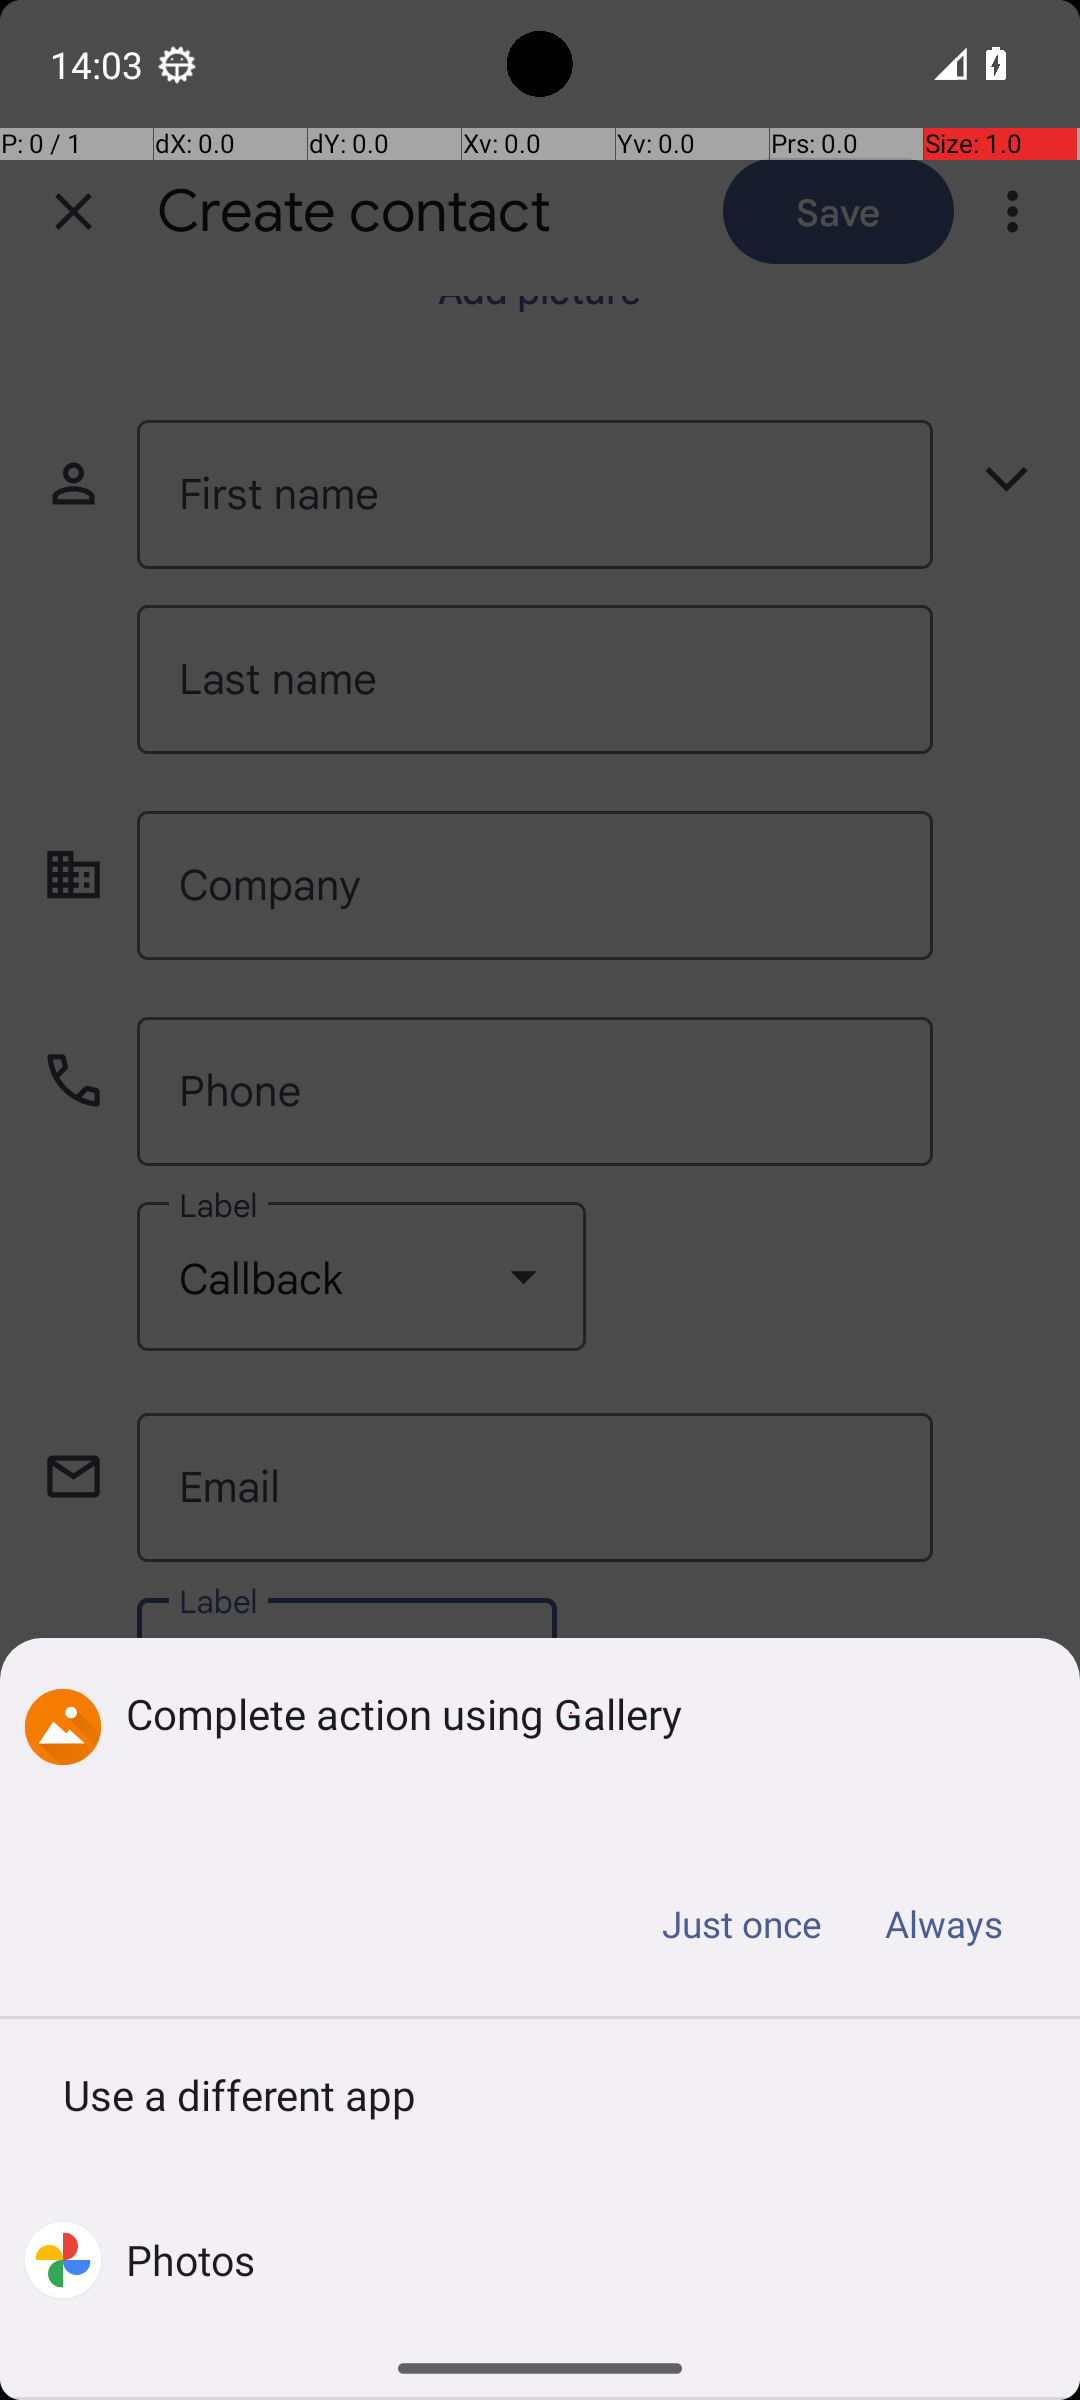 14:03
P: 0 / 1 dX: 0.0 dY: 0.0 Xv: 0.0 Yv: 0.0 Prs: 0.0 Size: 1.0
Create contact Save
Add picture
First name
Last name
Company
Phone
Label
Callback
Email
Label
Complete action using Gallery
Just once Always
Use a different app
Photos